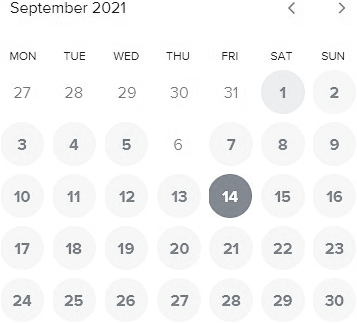 September 2021
MON TUE WED THU FRI SAT SUN
27 28 29 30 31 1 2
3 4 5 6 7 8 9
10 11 12 13 14 15 16
17 18 19 20 21 22 23
24 25 26 27 28 29 30